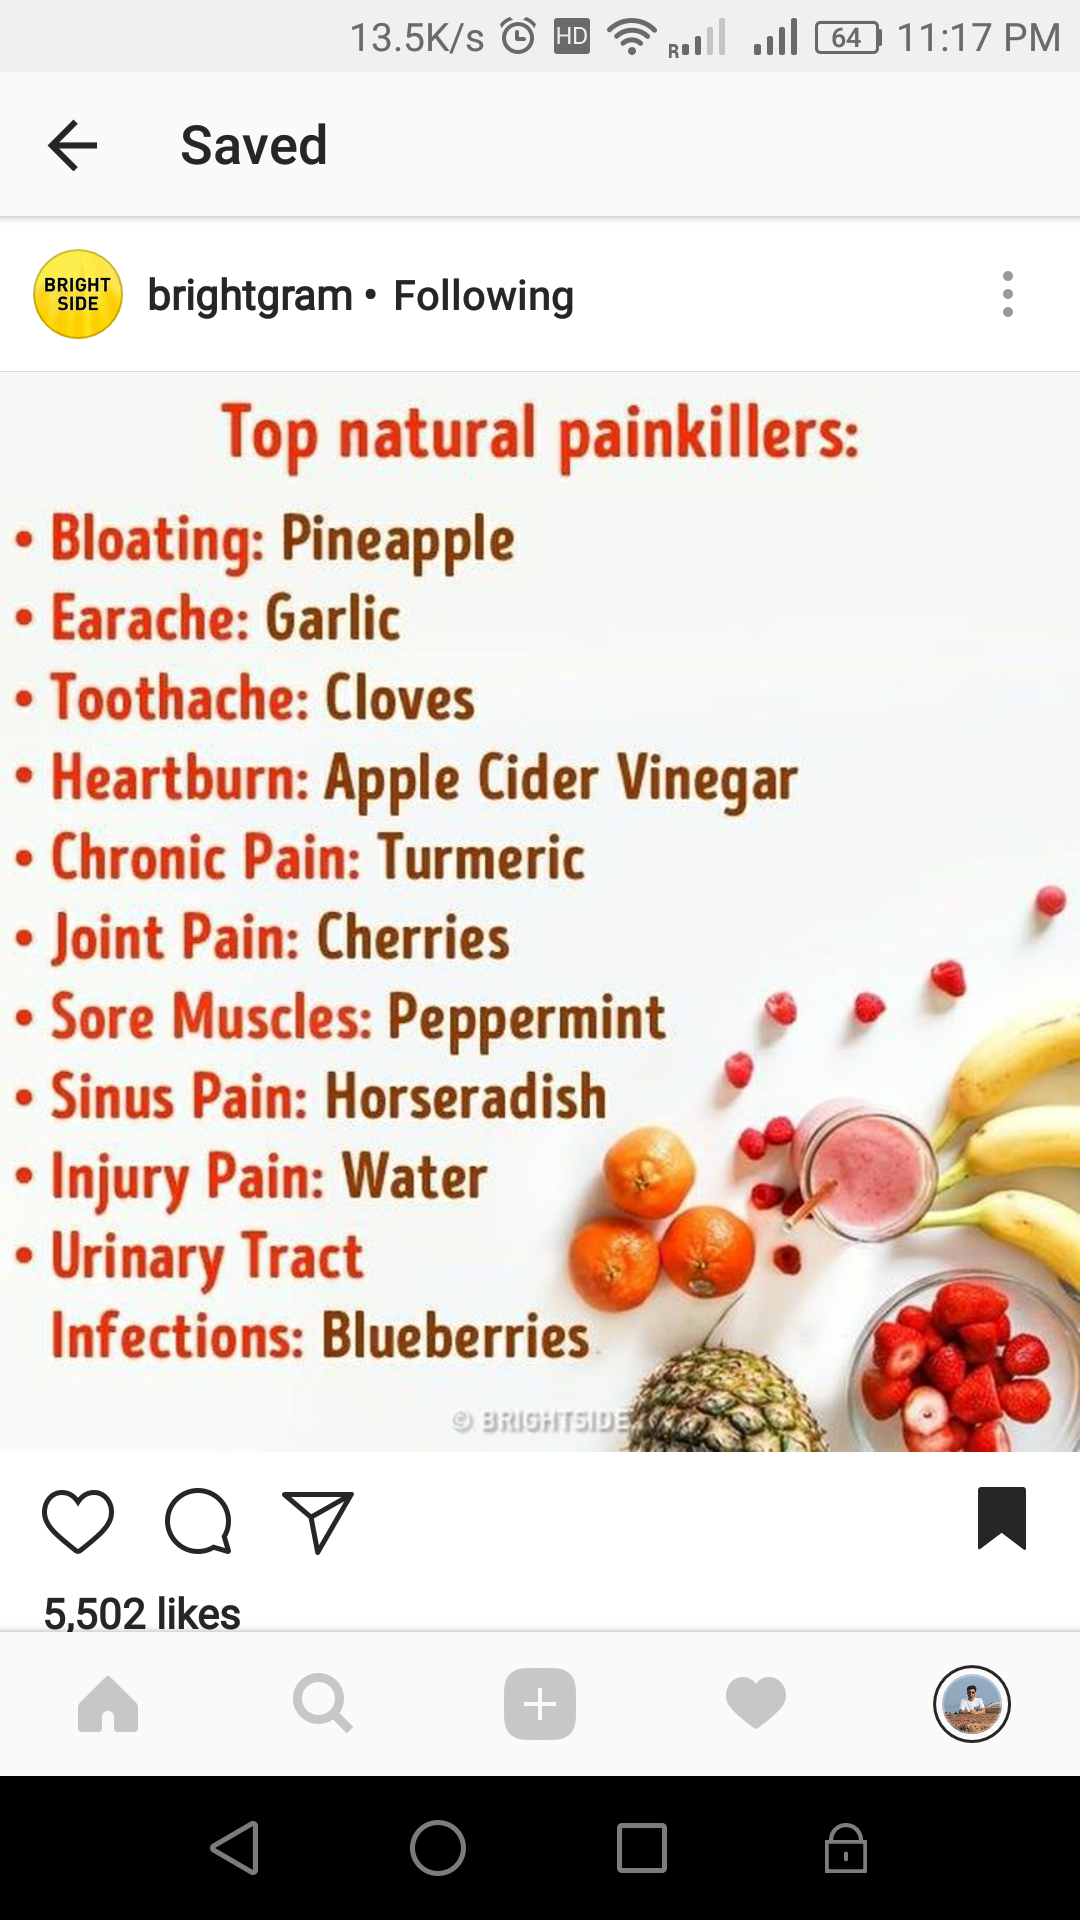 13.5K/s HD R 64 11:17 PM
Saved
BRIGHT
SIDE
brightgram • Following
Top natural painkillers:
• Bloating: Pineapple
• Earache: Garlic
• Toothache: Cloves
• Heartburn: Apple Cider Vinegar
• Chronic Pain: Turmeric
• Joint Pain: Cherries
• Sore Muscles: Peppermint
• Sinus Pain: Horseradish
• Injury Pain: Water
• Urinary Tract
Infections: Blueberries
© BRIGHTSIDE
5,502 likes